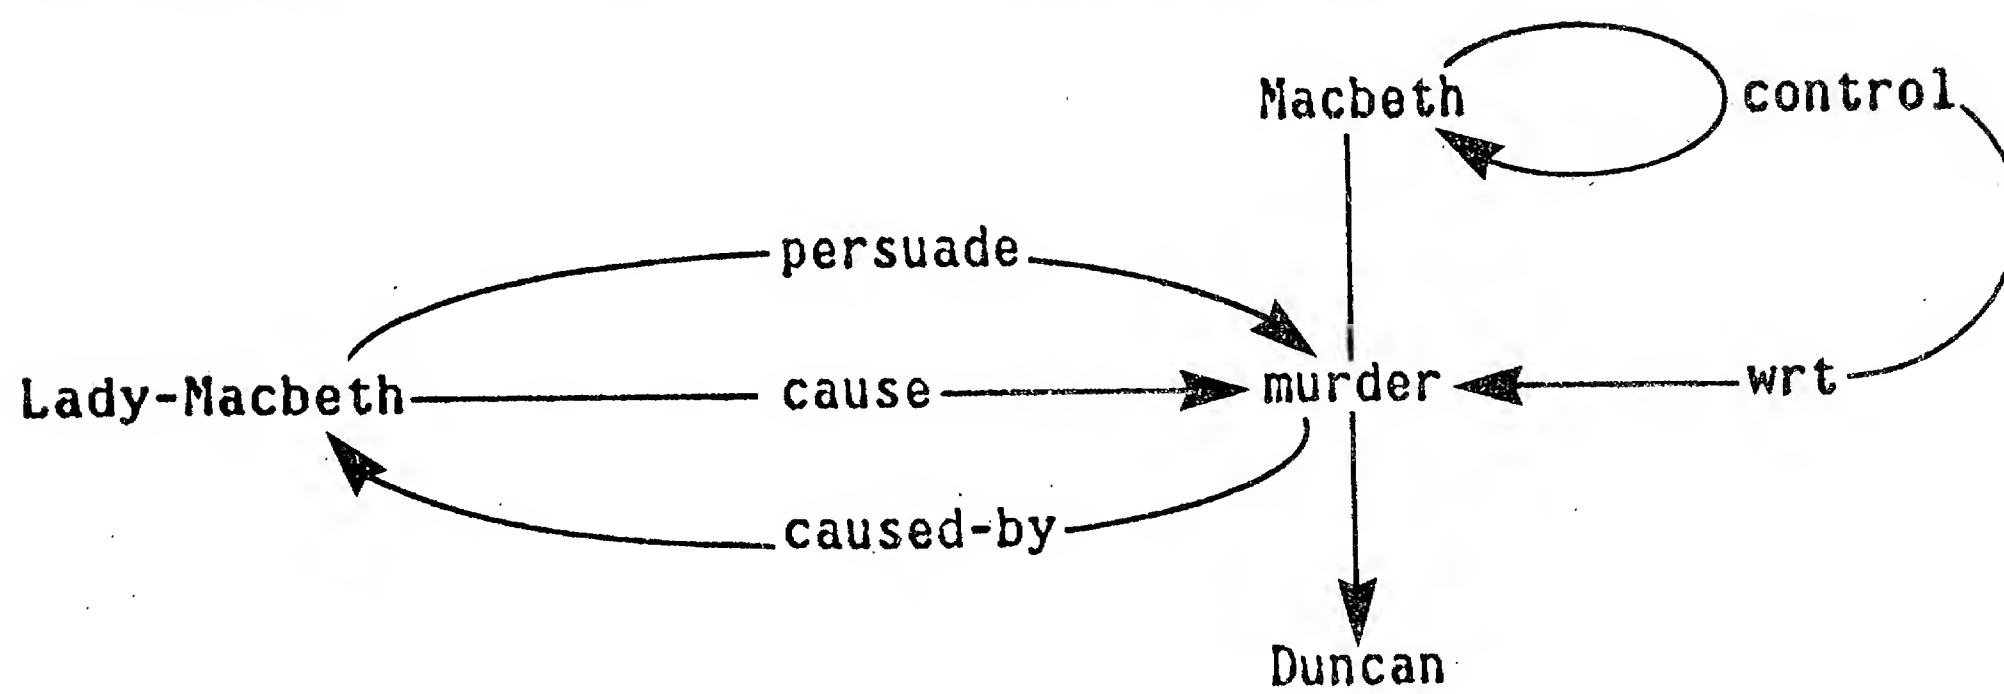 Macbeth control
persuade
Lady-Macbeth cause murder wrt
caused-by
Duncan